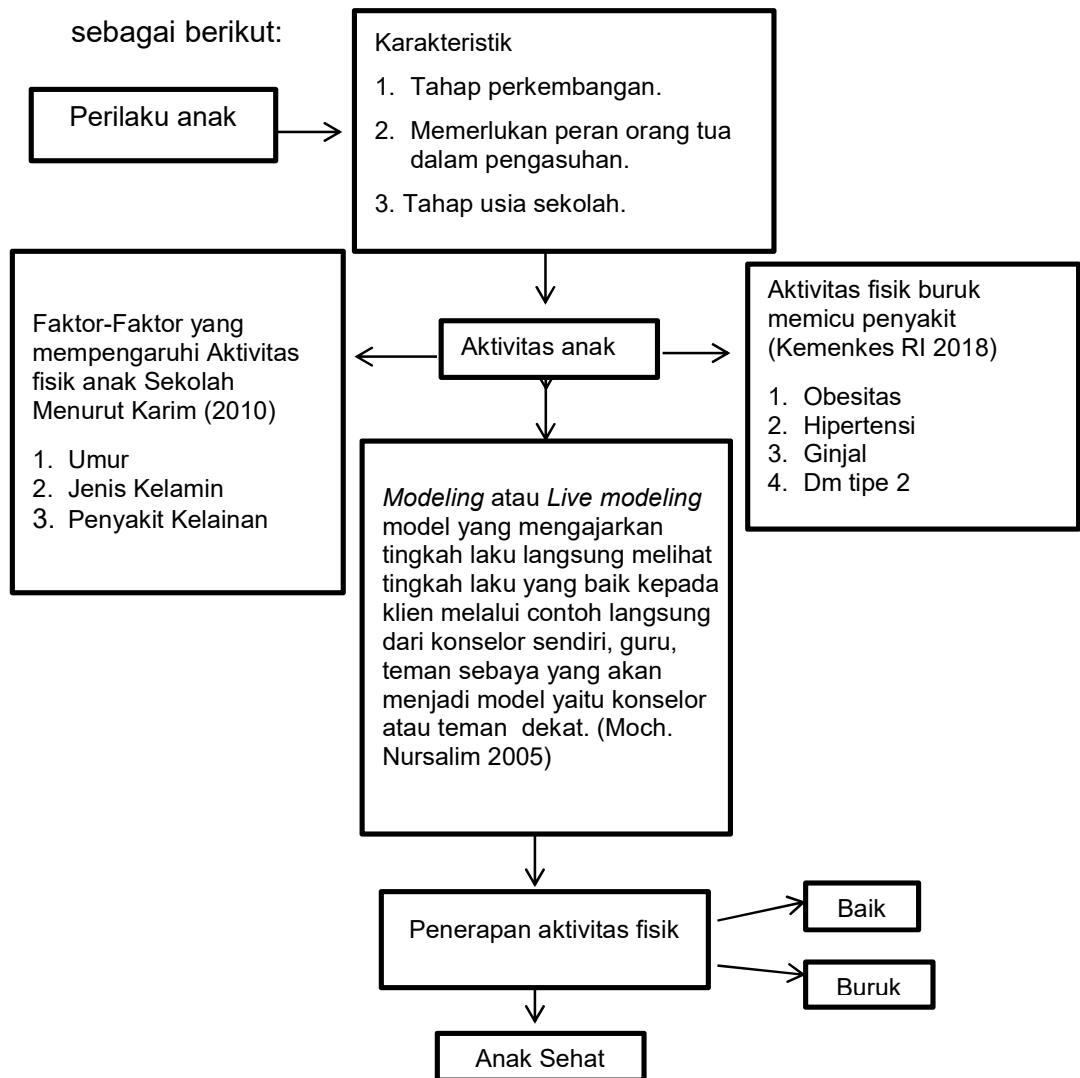 sebagai berikut:
Perilaku anak
Karakteristik
1. Tahap perkembangan.
2. Memerlukan peran orang tua
dalam pengasuhan.
3. Tahap usia sekolah.
Faktor-Faktor yang
mempengaruhi Aktivitas
fisik anak Sekolah
Menurut Karim (2010)
1. Umur
2. Jenis Kelamin
3. Penyakit Kelainan
Aktivitas anak
Aktivitas fisik buruk
memicu penyakit
(Kemenkes RI 2018)
1. Obesitas
2. Hipertensi
3. Ginjal
4. Dm tipe 2
Modeling atau Live modeling
model yang mengajarkan
tingkah laku langsung melihat
tingkah laku yang baik kepada
klien melalui contoh langsung
dari konselor sendiri, guru,
teman sebaya yang akan
menjadi model yaitu konselor
atau teman dekat. (Moch.
Nursalim 2005)
Penerapan aktivitas fisik
Baik
Buruk
Anak Sehat